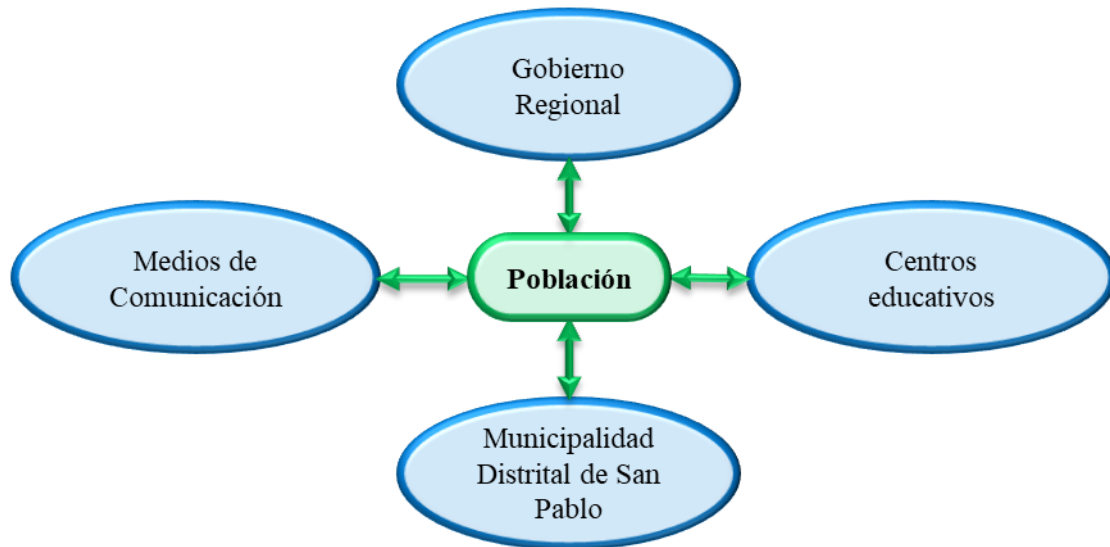 Gobierno
Regional
Medios de
Comunicación
Población
Centros
educativos
Municipalidad
Distrital de San
Pablo